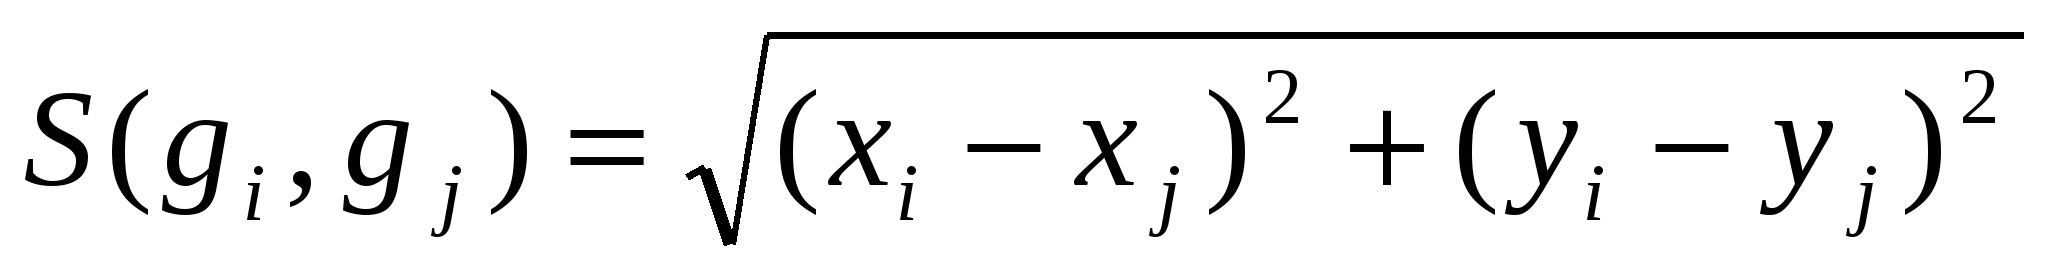 S(g_i, g_j) = √((x_i − x_j)² + (y_i − y_j)²)